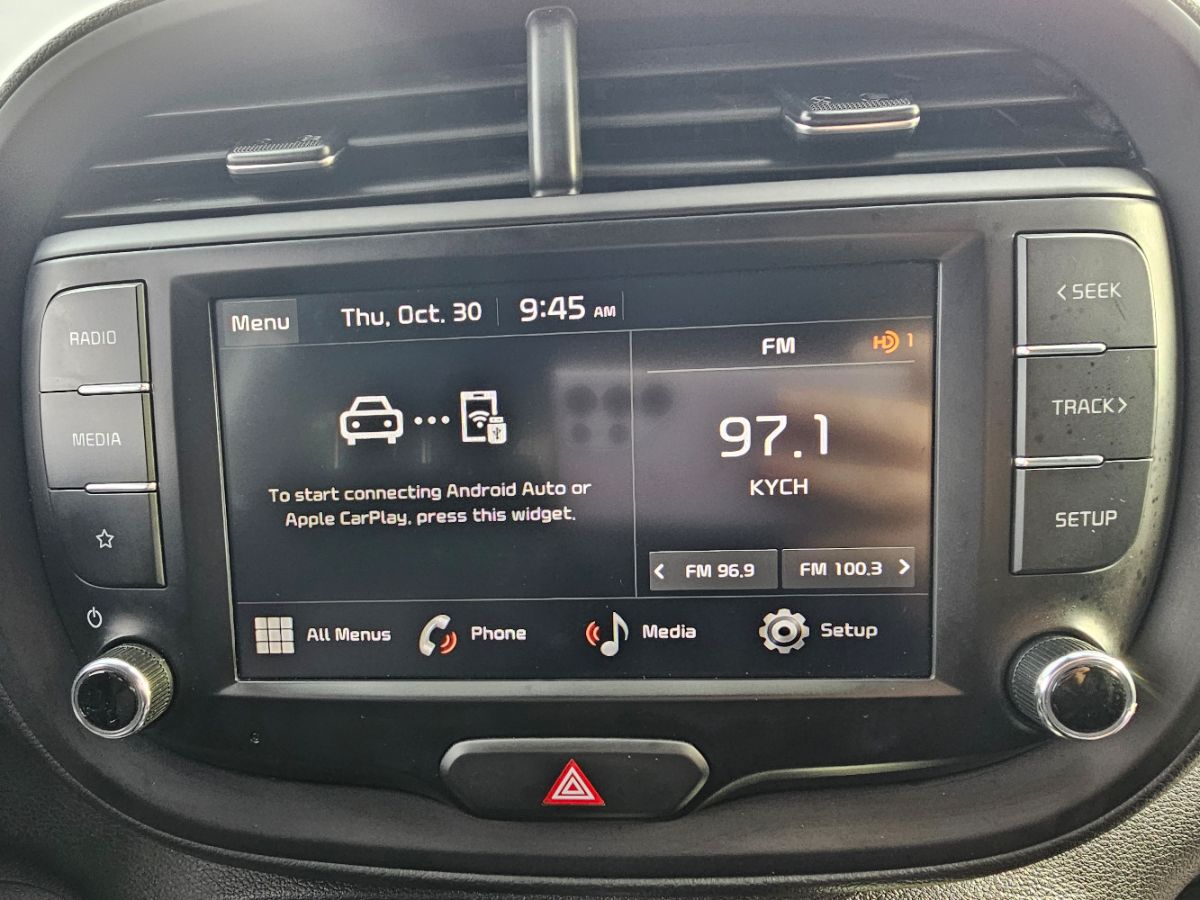 RADIO
MEDIA
Menu
Thu, Oct. 30
9:45 AM
To start connecting Android Auto or
Apple CarPlay, press this widget.
FM
HD 1
97.1
KYCH
< FM 96.9
FM 100.3 >
All Menus
Phone
Media
Setup
< SEEK
TRACK >
SETUP